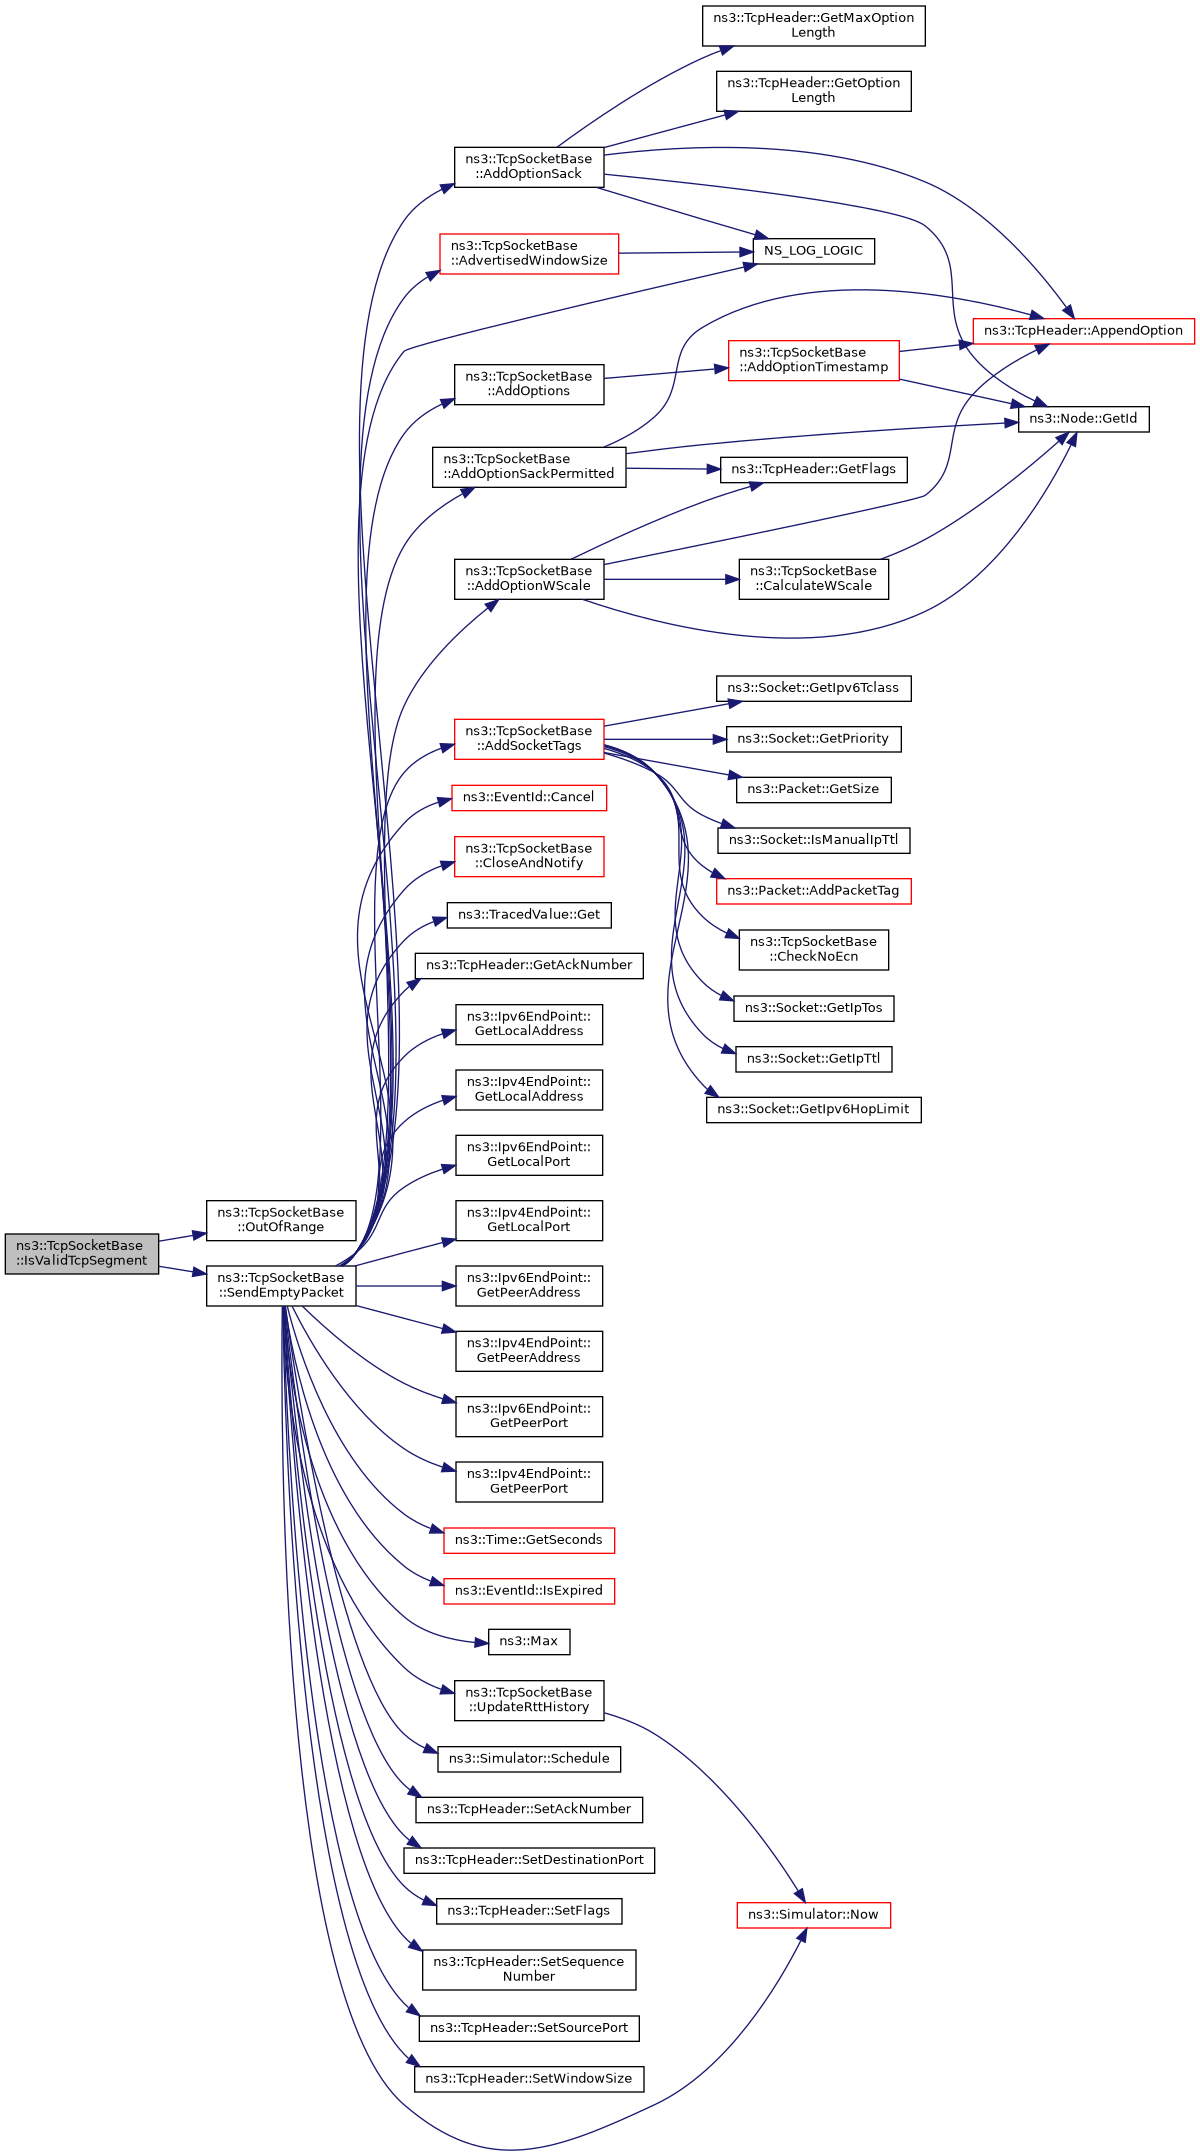 ns3::TcpHeader::GetMaxOption
Length
ns3::TcpHeader::GetOption
Length
ns3::TcpSocketBase
::AddOptionSack
ns3::TcpSocketBase
::AdvertisedWindowSize
NS_LOG_LOGIC
ns3::TcpHeader::AppendOption
ns3::TcpSocketBase
::AddOptionTimestamp
ns3::TcpSocketBase
::AddOptions
ns3::Node::GetId
ns3::TcpSocketBase
::AddOptionSackPermitted
ns3::TcpHeader::GetFlags
ns3::TcpSocketBase
::AddOptionWScale
ns3::TcpSocketBase
::CalculateWScale
ns3::Socket::GetIpv6Tclass
ns3::TcpSocketBase
::AddSocketTags
ns3::Socket::GetPriority
ns3::Packet::GetSize
ns3::EventId::Cancel
ns3::Socket::IsManualIpTtl
ns3::TcpSocketBase
::CloseAndNotify
ns3::Packet::AddPacketTag
ns3::TracedValue::Get
ns3::TcpSocketBase
::CheckNoEcn
ns3::TcpHeader::GetAckNumber
ns3::Socket::GetIpTos
ns3::Ipv6EndPoint::
GetLocalAddress
ns3::Socket::GetIpTtl
ns3::Ipv4EndPoint::
GetLocalAddress
ns3::Socket::GetIpv6HopLimit
ns3::Ipv6EndPoint::
GetLocalPort
ns3::TcpSocketBase
::OutOfRange
ns3::Ipv4EndPoint::
GetLocalPort
ns3::TcpSocketBase
::IsValidTcpSegment
ns3::TcpSocketBase
::SendEmptyPacket
ns3::Ipv6EndPoint::
GetPeerAddress
ns3::Ipv4EndPoint::
GetPeerAddress
ns3::Ipv6EndPoint::
GetPeerPort
ns3::Ipv4EndPoint::
GetPeerPort
ns3::Time::GetSeconds
ns3::EventId::IsExpired
ns3::Max
ns3::TcpSocketBase
::UpdateRttHistory
ns3::Simulator::Schedule
ns3::TcpHeader::SetAckNumber
ns3::TcpHeader::SetDestinationPort
ns3::TcpHeader::SetFlags
ns3::Simulator::Now
ns3::TcpHeader::SetSequence
Number
ns3::TcpHeader::SetSourcePort
ns3::TcpHeader::SetWindowSize